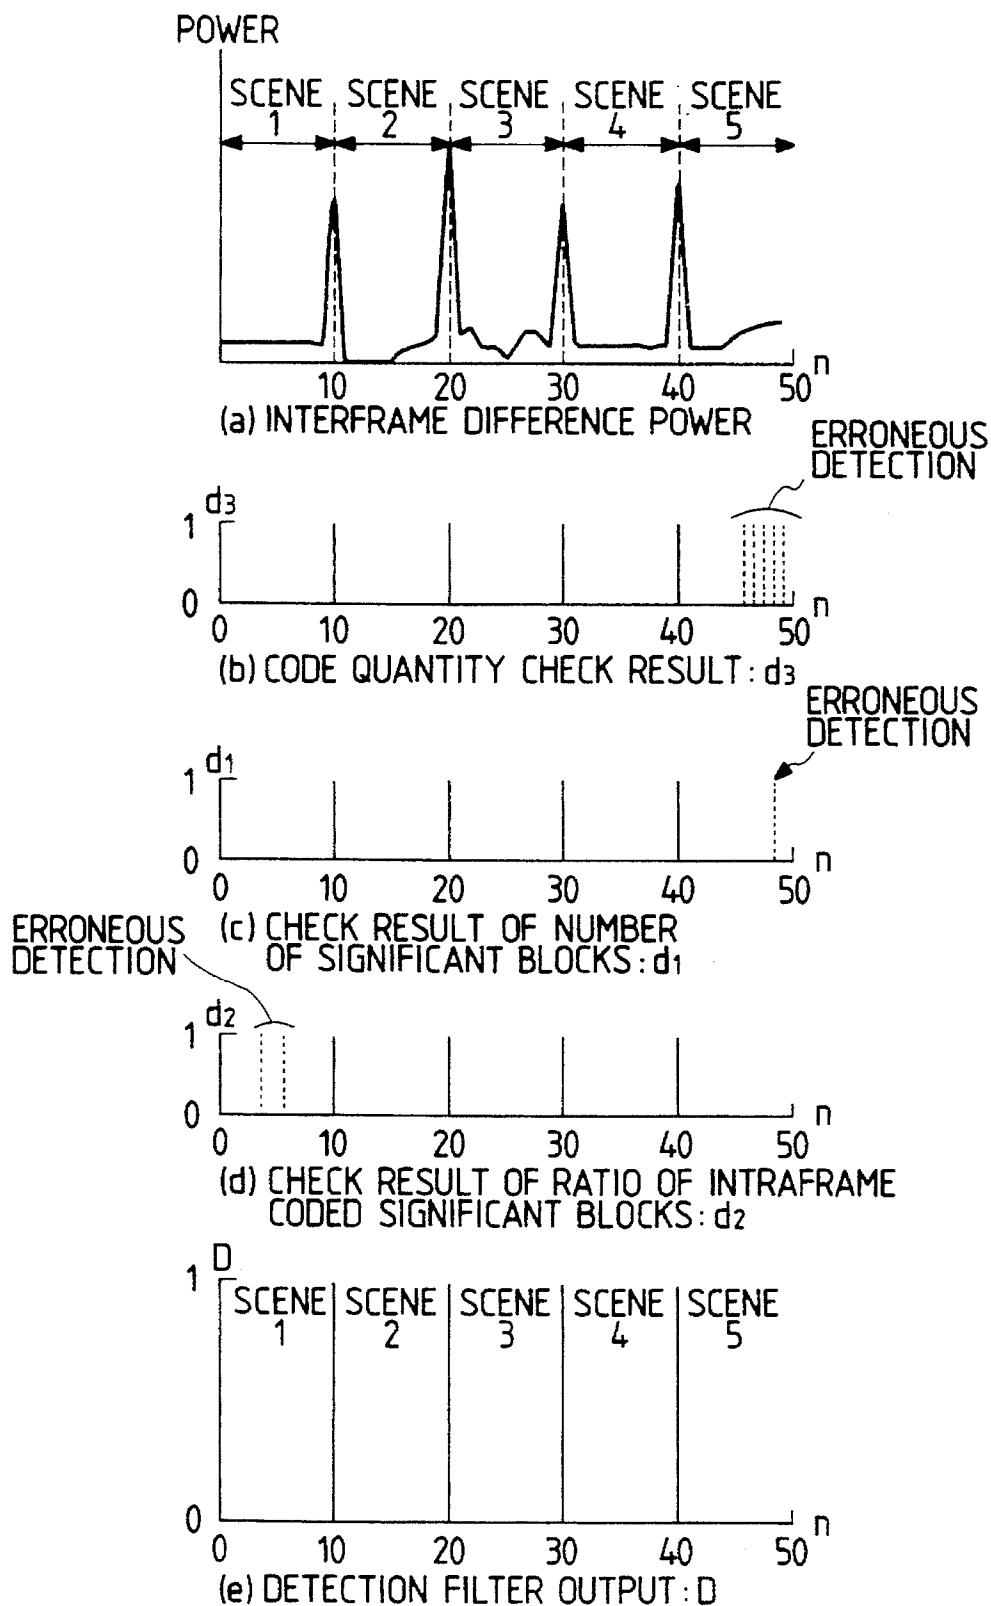 POWER
SCENE 1
SCENE 2
SCENE 3
SCENE 4
SCENE 5
n
10 20 30 40 50
(a) INTERFRAME DIFFERENCE POWER
ERRONEOUS
DETECTION
d3
1
0
n
0 10 20 30 40 50
(b) CODE QUANTITY CHECK RESULT : d3
ERRONEOUS
DETECTION
d1
1
0
n
0 10 20 30 40 50
(c) CHECK RESULT OF NUMBER
OF SIGNIFICANT BLOCKS : d1
ERRONEOUS
DETECTION
d2
1
0
n
0 10 20 30 40 50
(d) CHECK RESULT OF RATIO OF INTRAFRAME
CODED SIGNIFICANT BLOCKS : d2
D
1
SCENE 1
SCENE 2
SCENE 3
SCENE 4
SCENE 5
0
n
0 10 20 30 40 50
(e) DETECTION FILTER OUTPUT : D